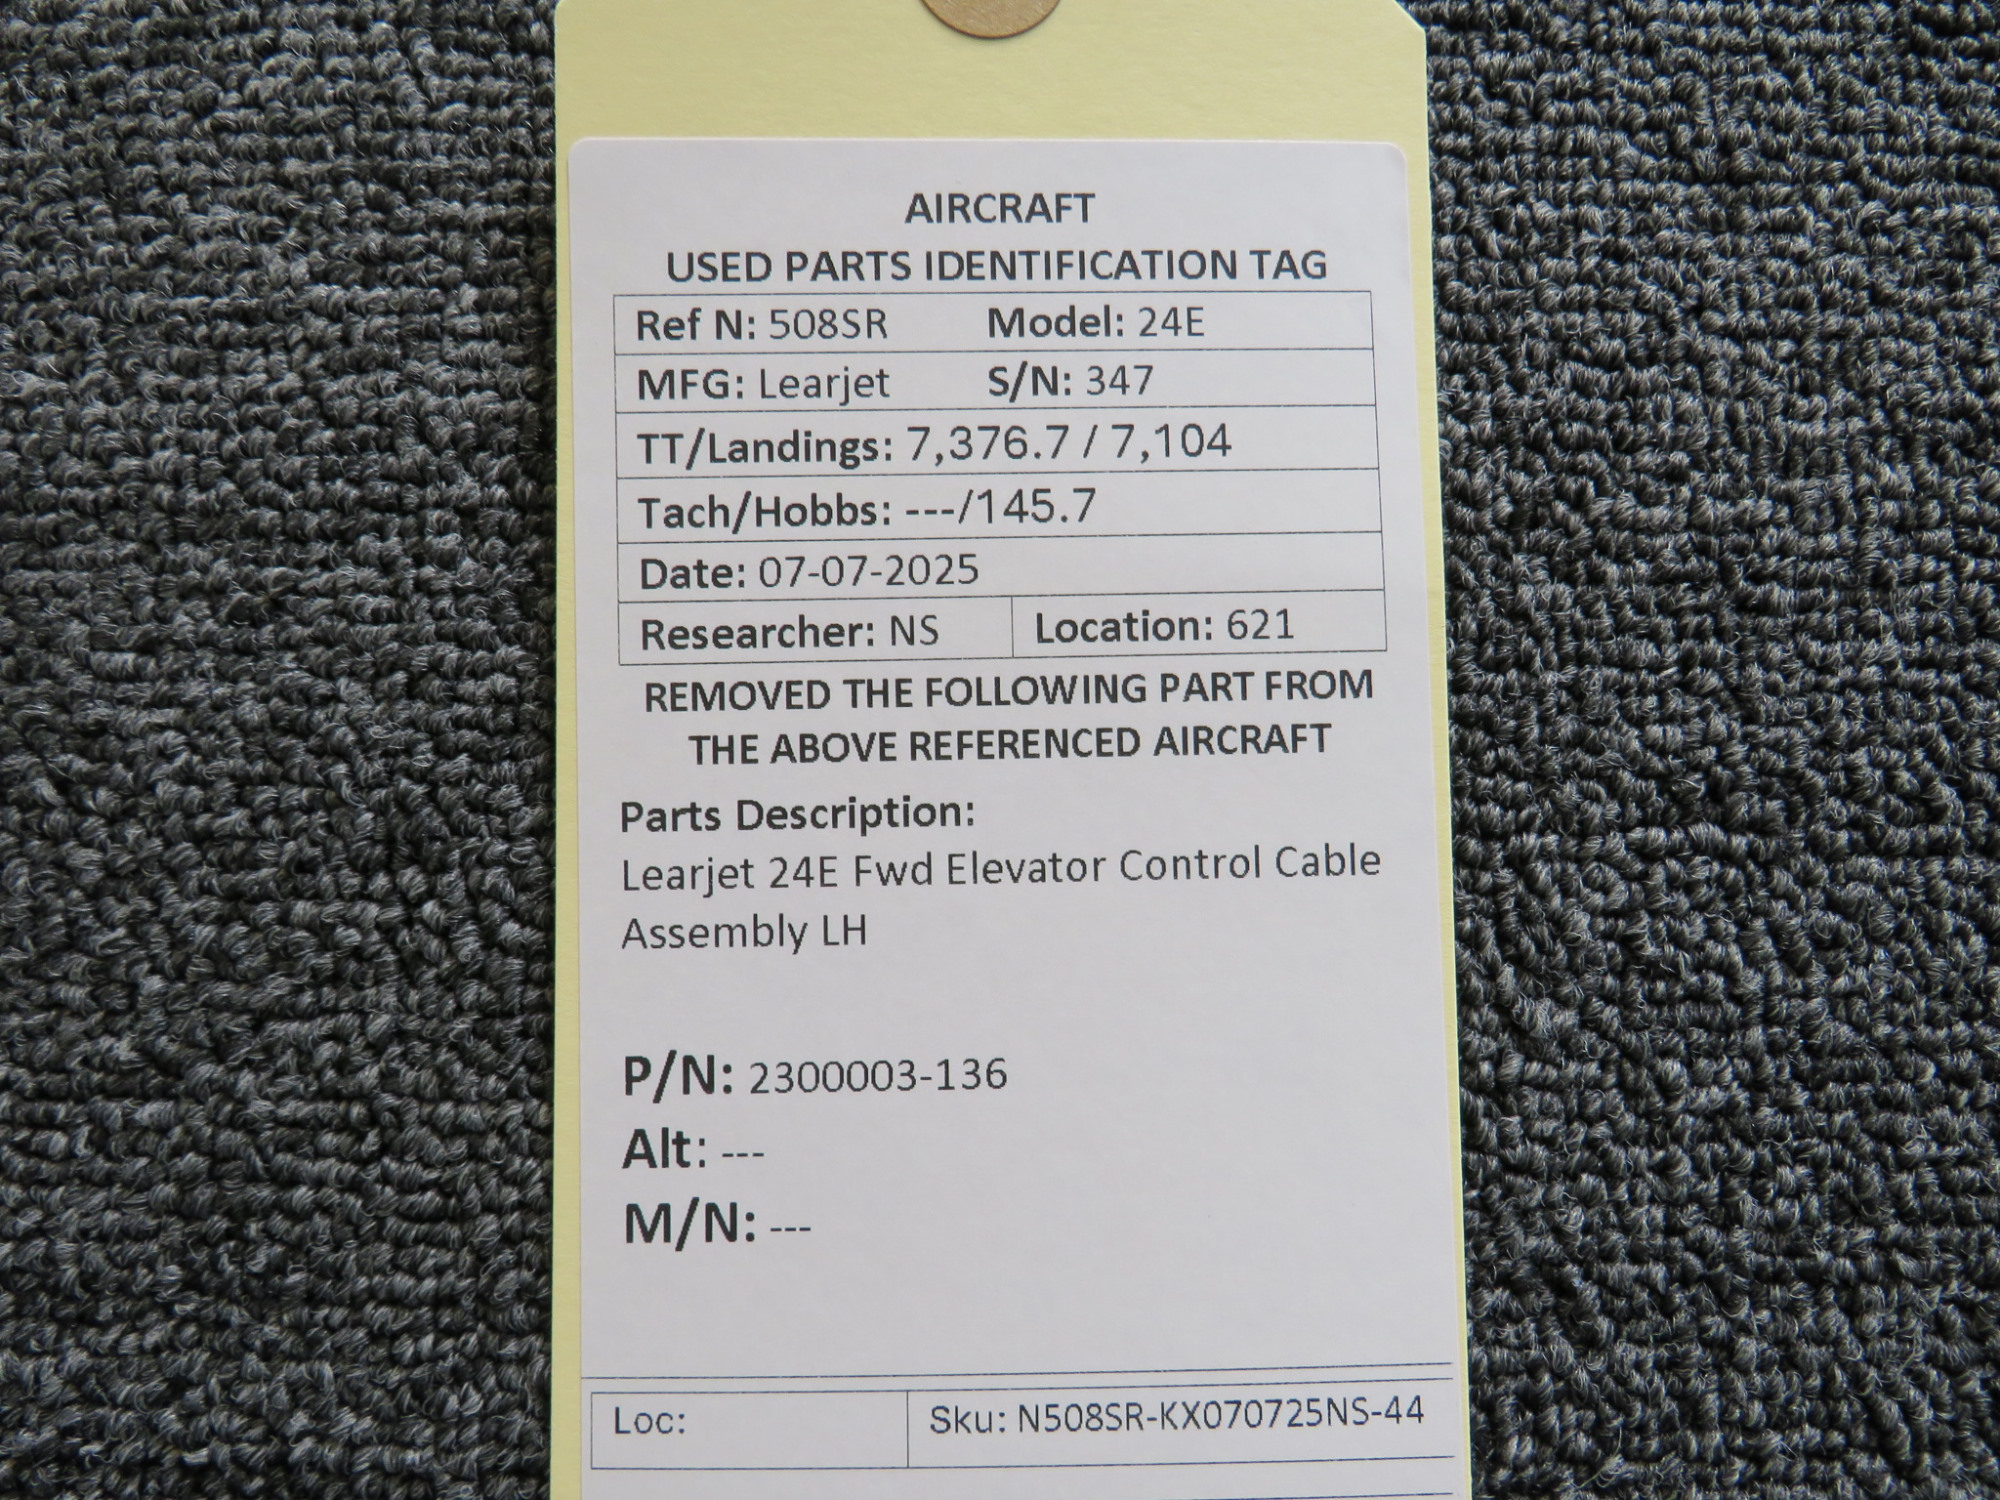 AIRCRAFT
USED PARTS IDENTIFICATION TAG
Ref N: 508SR Model: 24E
MFG: Learjet S/N: 347
TT/Landings: 7,376.7 / 7,104
Tach/Hobbs: ---/145.7
Date: 07-07-2025
Researcher: NS Location: 621
REMOVED THE FOLLOWING PART FROM
THE ABOVE REFERENCED AIRCRAFT
Parts Description:
Learjet 24E Fwd Elevator Control Cable
Assembly LH
P/N: 2300003-136
Alt: ---
M/N: ---
Loc: Sku: N508SR-KX070725NS-44